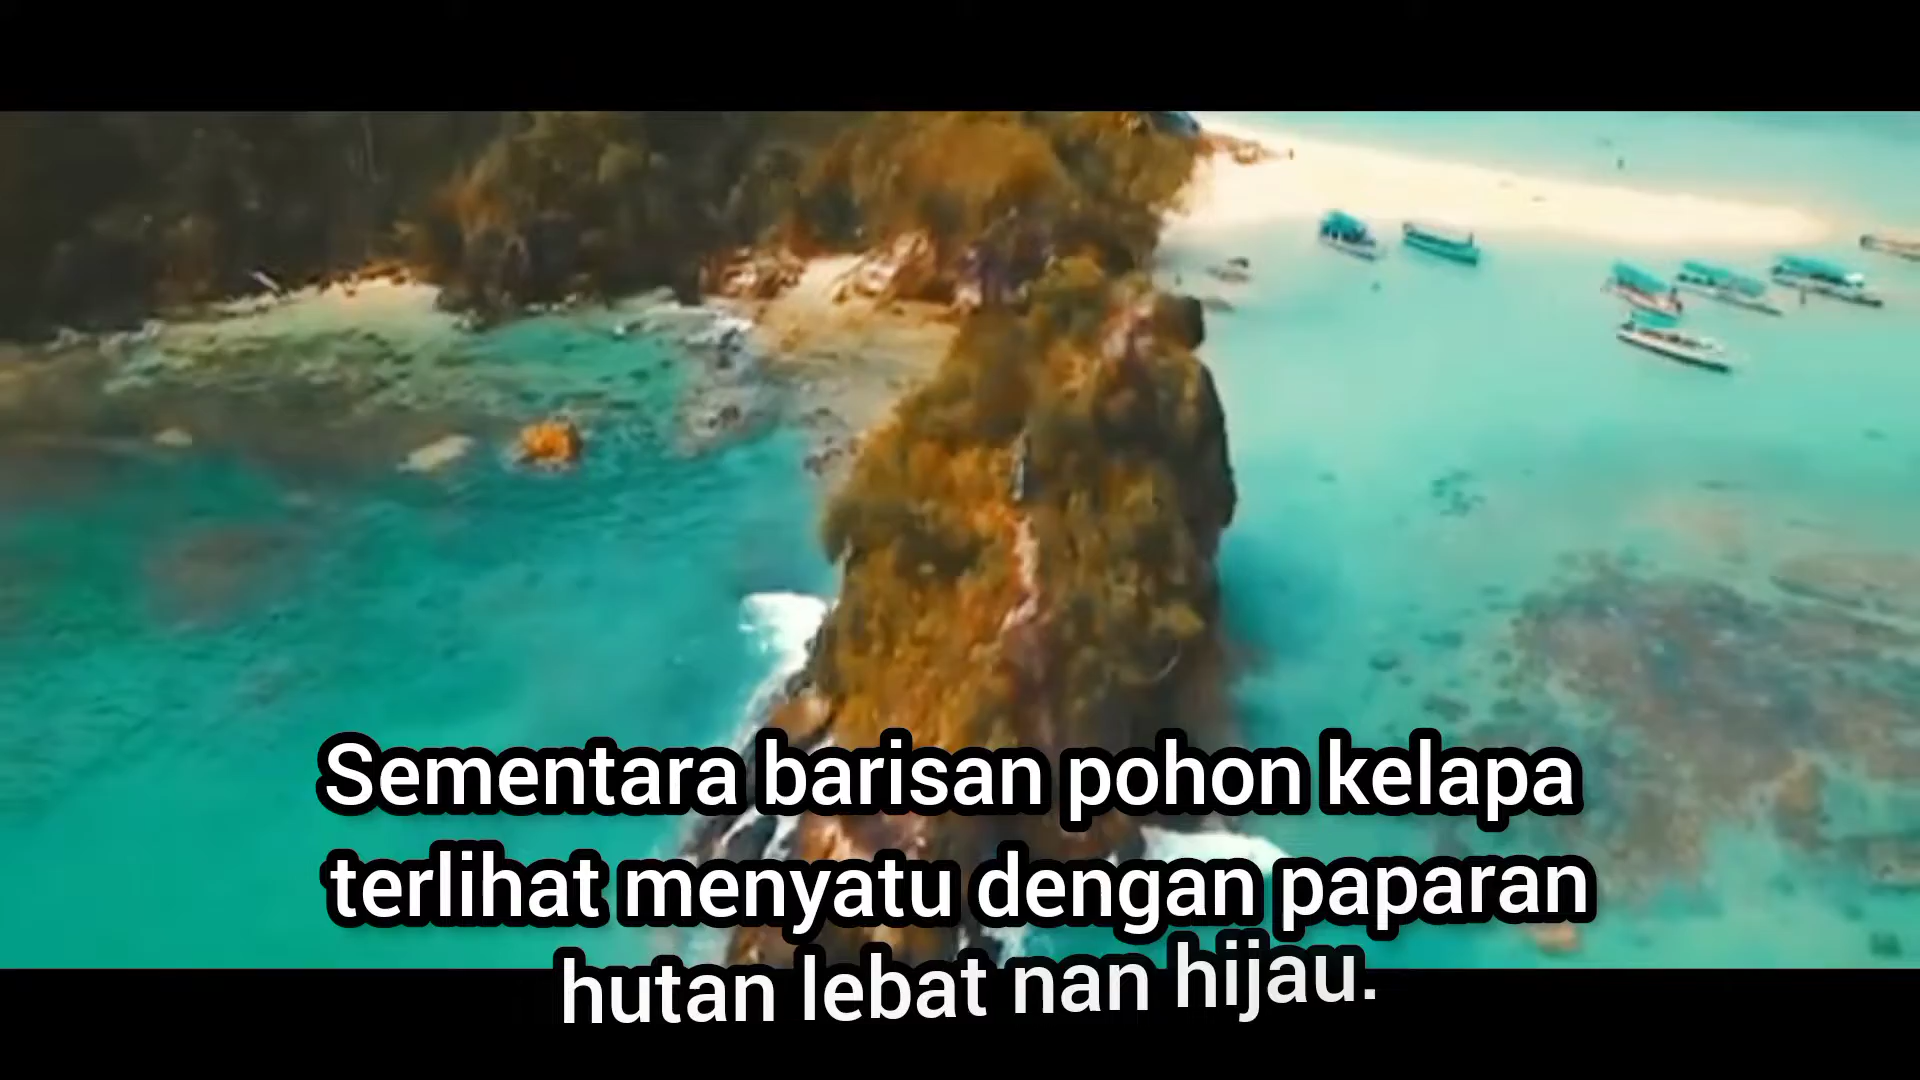 Sementara barisan pohon kelapa
terlihat menyatu dengan paparan
hutan lebat nan hijau.